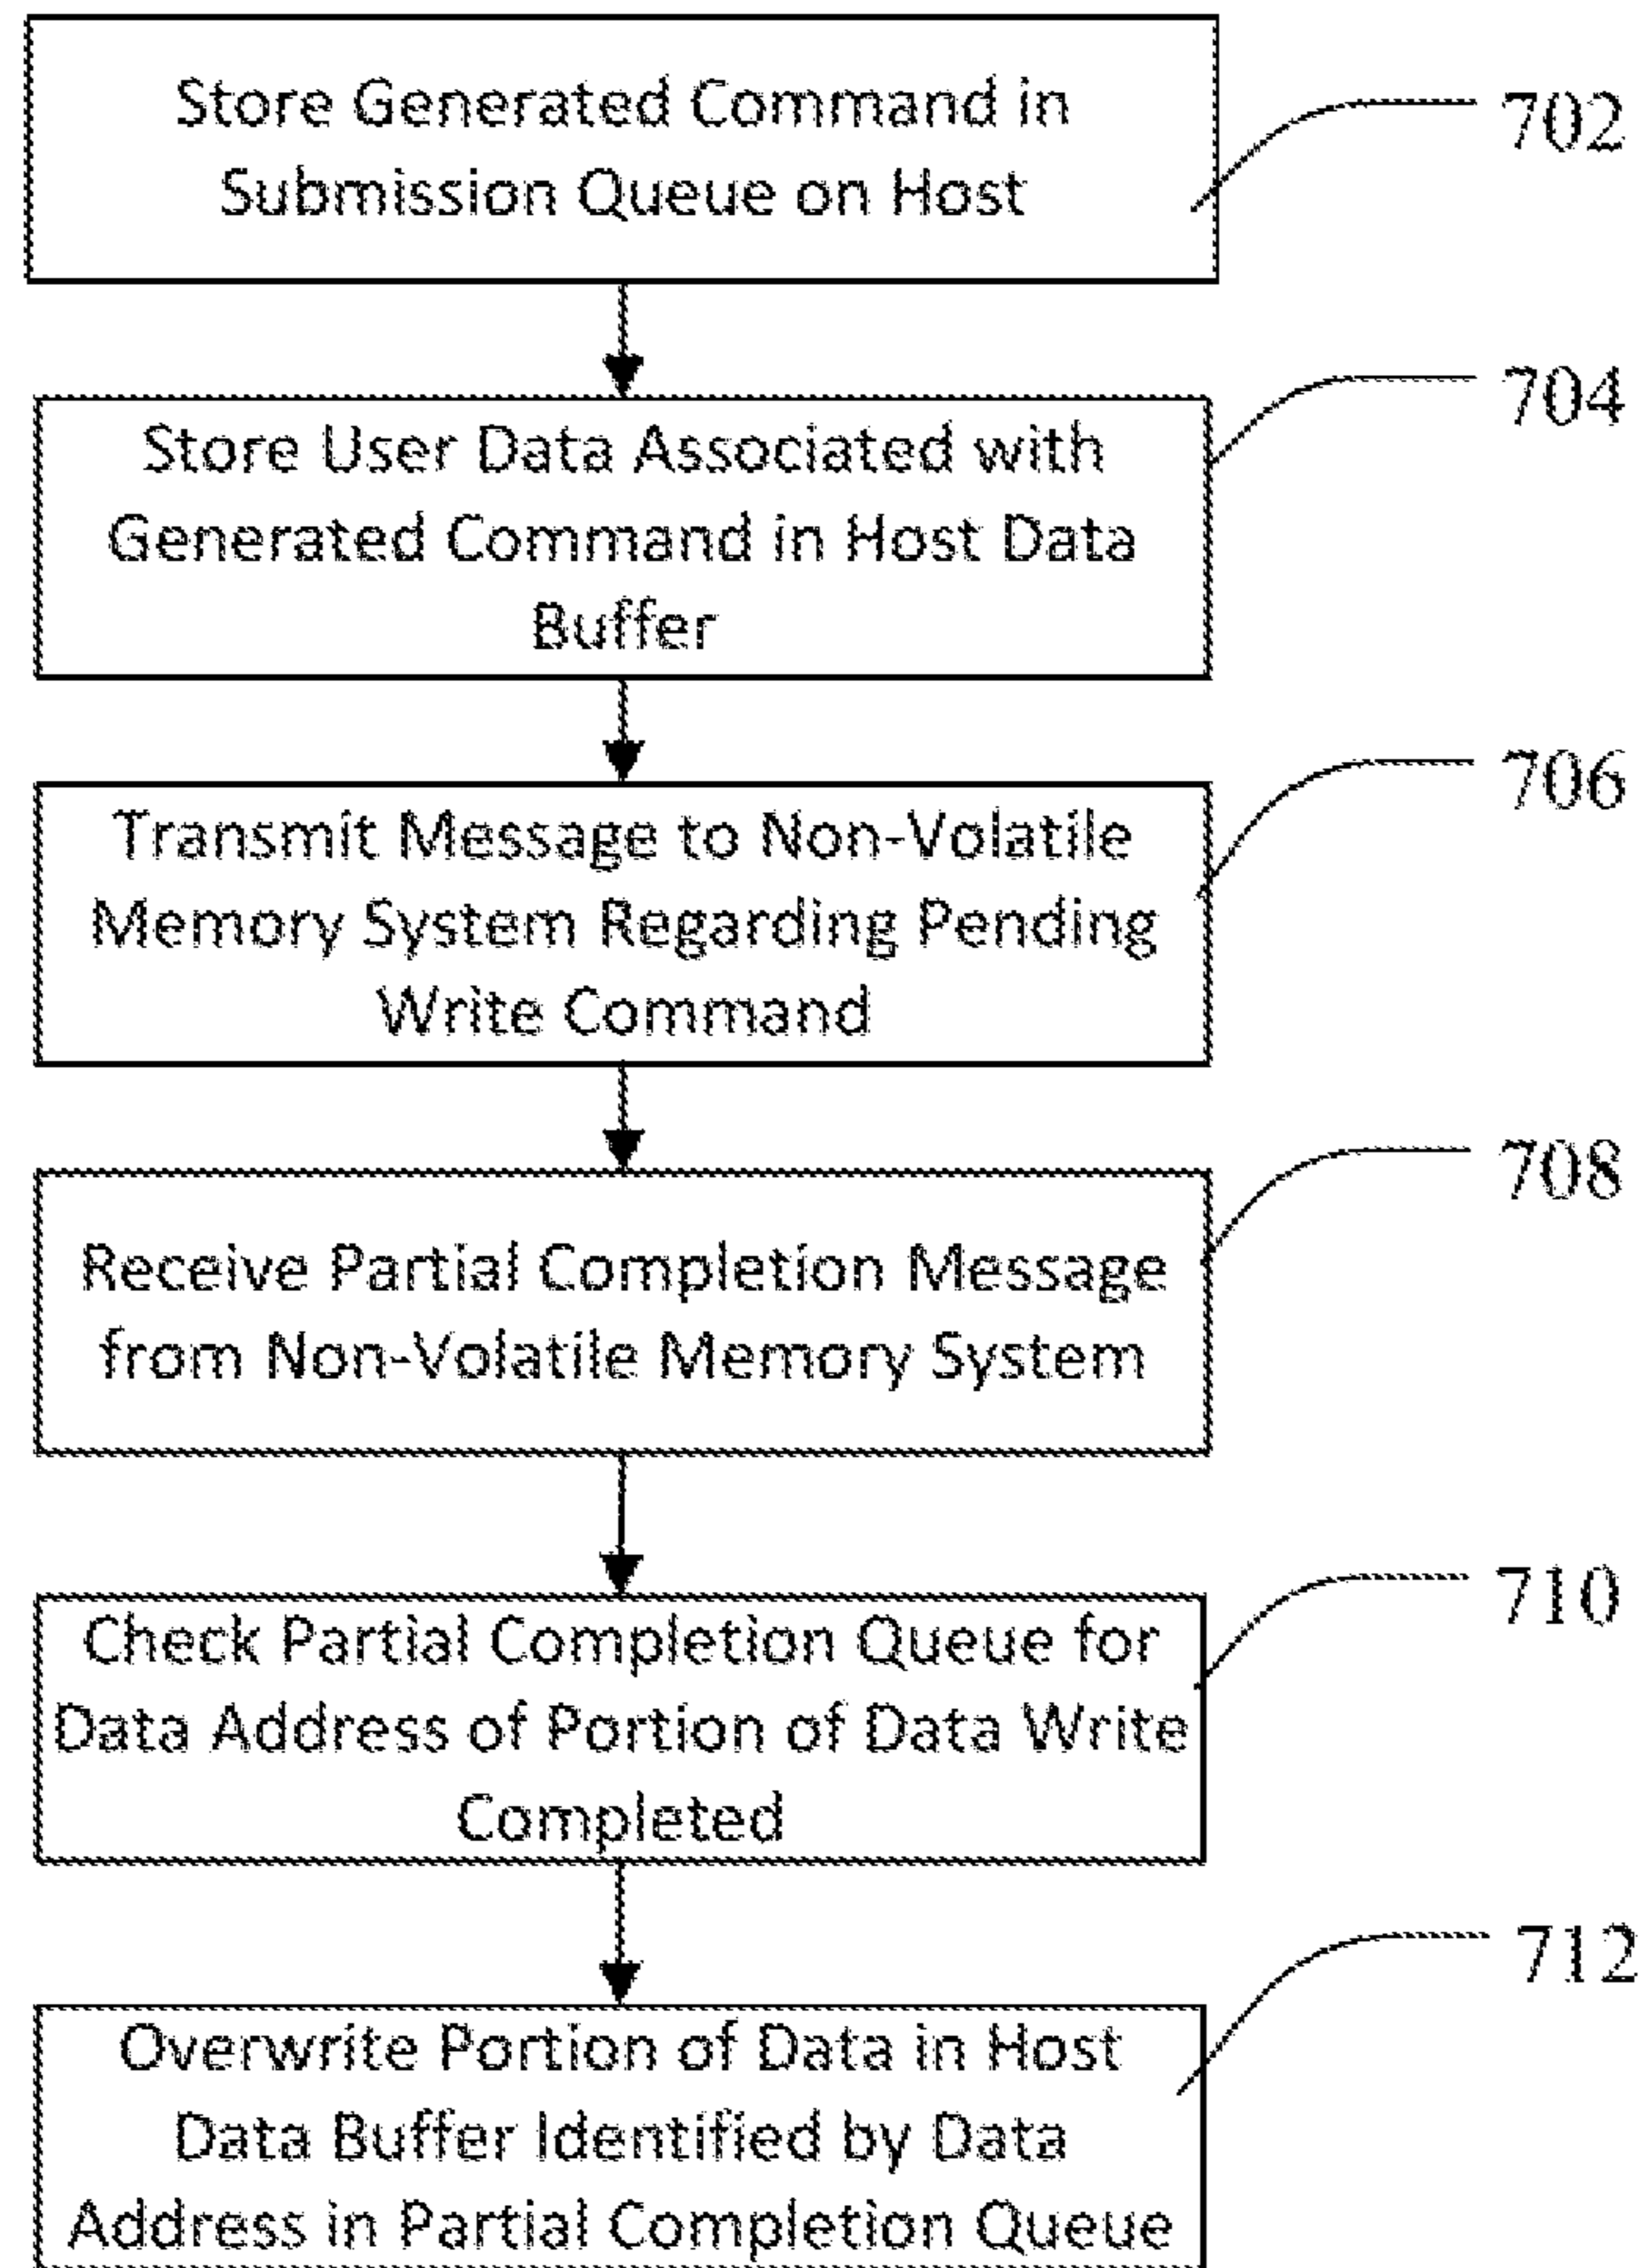 Store Generated Command in
Submission Queue on Host
702
Store User Data Associated with
Generated Command in Host Data
Buffer
704
Transmit Message to Non-Volatile
Memory System Regarding Pending
Write Command
706
Receive Partial Completion Message
from Non-Volatile Memory System
708
Check Partial Completion Queue for
Data Address of Portion of Data Write
Completed
710
Overwrite Portion of Data in Host
Data Buffer Identified by Data
Address in Partial Completion Queue
712